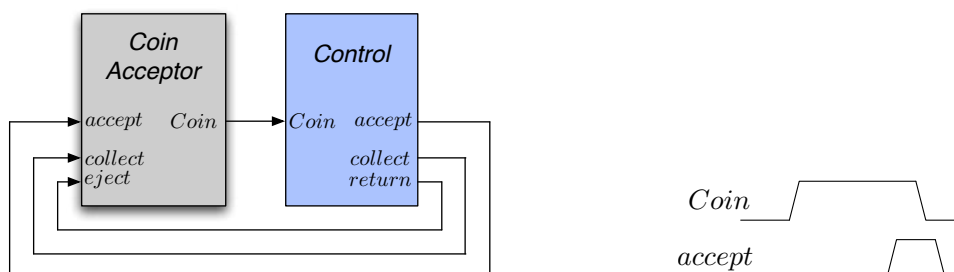 Coin
Acceptor
Control
accept
Coin
Coin
accept
collect
eject
collect
return
Coin
accept